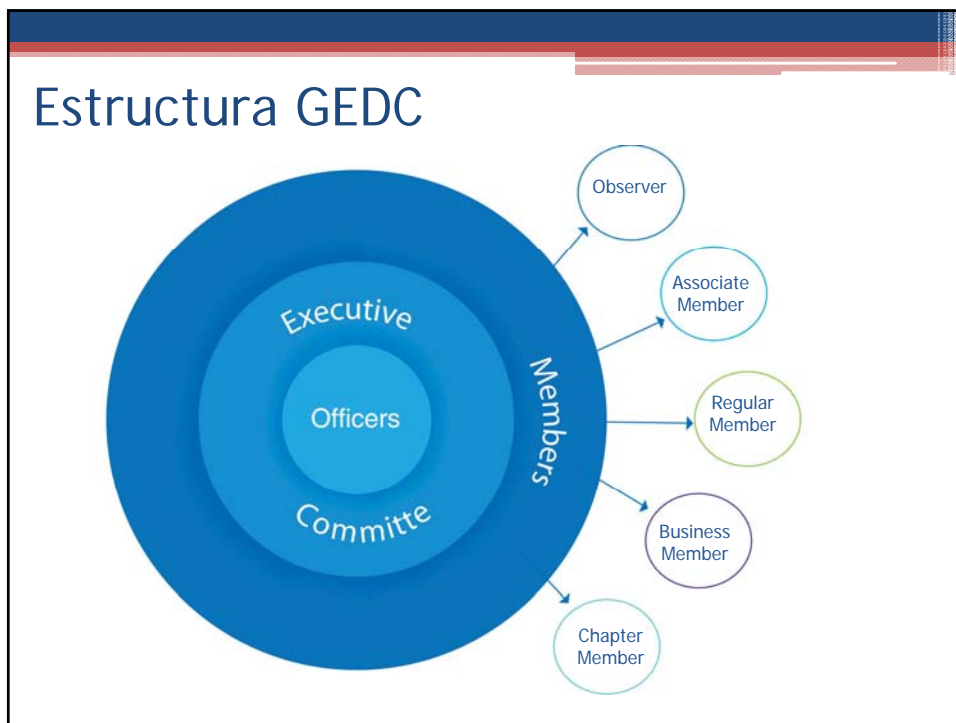 Estructura GEDC
Observer
Associate
Member
Executive
Members
Officers
Regular
Member
Committe
Business
Member
Chapter
Member